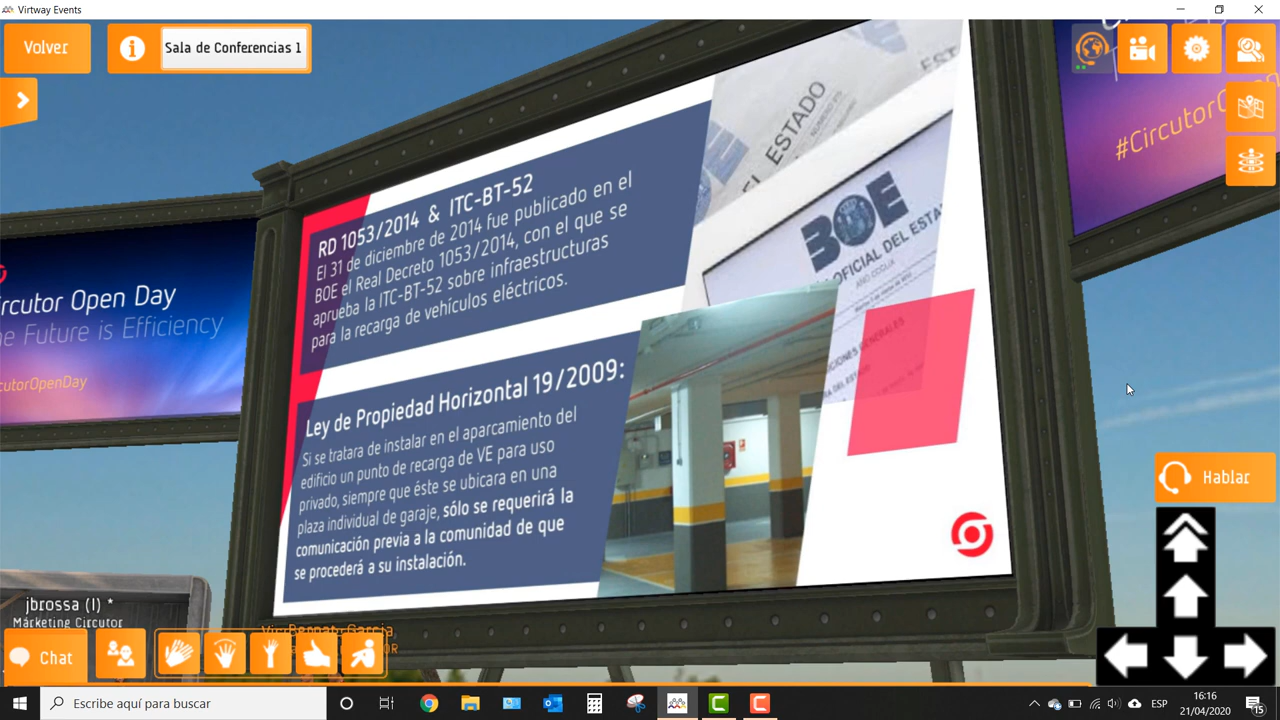 Virtway Events
Volver
Sala de Conferencias 1
RD 1053/2014 & ITC-BT-52
El 31 de diciembre de 2014 fue publicado en el
BOE el Real Decreto 1053/2014, con el que se
aprueba la ITC-BT-52 sobre infraestructuras
para la recarga de vehículos eléctricos.
Ley de Propiedad Horizontal 19/2009:
Si se tratara de instalar en el aparcamiento del
edificio un punto de recarga de VE para uso
privado, siempre que éste se ubicara en una
plaza individual de garaje, sólo se requerirá la
comunicación previa a la comunidad de que
se procederá a su instalación.
ESTADO
BOE
OFICIAL DEL ESTA
ircutor Open Day
he Future is Efficiency
cutorOpenDay
#CircutorO
Hablar
jbrossa (I) *
Márketing Circutor
Chat
Escribe aquí para buscar
ESP
16:16
21/04/2020
15